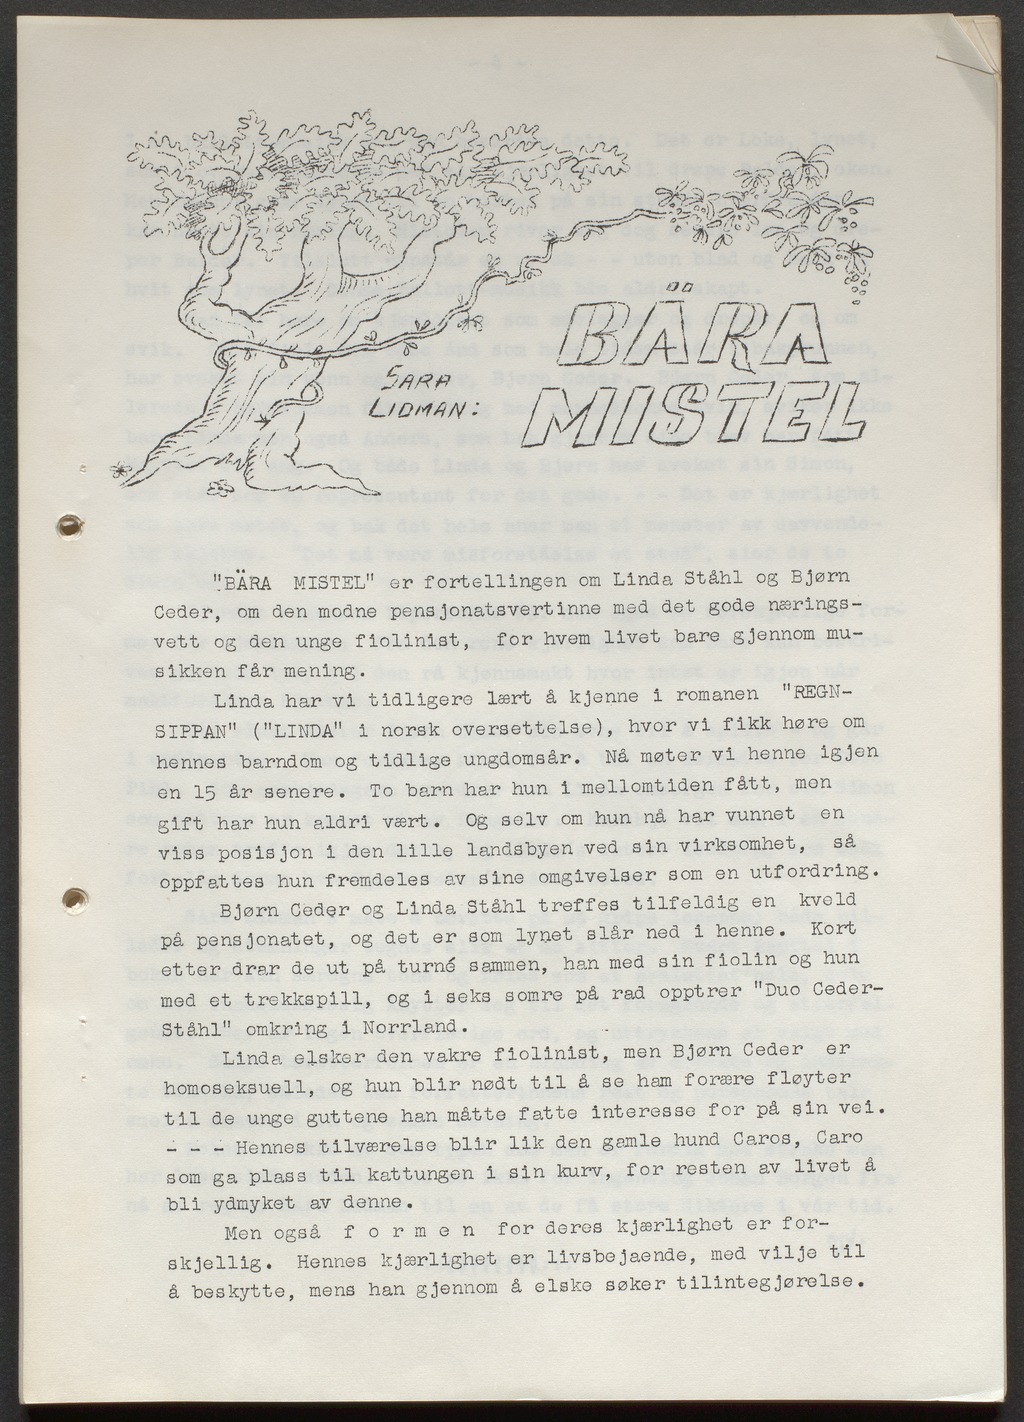 SARA
LIDMAN:
BÄRA
MISTEL
"BÄRA MISTEL" er fortellingen om Linda Ståhl og Bjørn
Ceder, om den modne pensjonatsvertinne med det gode nærings-
vett og den unge fiolinist, for hvem livet bare gjennom mu-
sikken får mening.
Linda har vi tidligere lært å kjenne i romanen "REGN-
SIPPAN" ("LINDA" i norsk oversettelse), hvor vi fikk høre om
hennes barndom og tidlige ungdomsår. Nå møter vi henne igjen
en 15 år senere. To barn har hun i mellomtiden fått, men
gift har hun aldri vært. Og selv om hun nå har vunnet en
viss posisjon i den lille landsbyen ved sin virksomhet, så
oppfattes hun fremdeles av sine omgivelser som en utfordring.
Bjørn Ceder og Linda Ståhl treffes tilfeldig en kveld
på pensjonatet, og det er som lynet slår ned i henne. Kort
etter drar de ut på turné sammen, han med sin fiolin og hun
med et trekkspill, og i seks somre på rad opptrer "Duo Ceder-
Ståhl" omkring i Norrland.
Linda elsker den vakre fiolinist, men Bjørn Ceder er
homoseksuell, og hun blir nødt til å se ham forære fløyter
til de unge guttene han måtte fatte interesse for på sin vei.
- - - Hennes tilværelse blir lik den gamle hund Caros, Caro
som ga plass til kattungen i sin kurv, for resten av livet å
bli ydmyket av denne.
Men også f o r m e n for deres kjærlighet er for-
skjellig. Hennes kjærlighet er livsbejaende, med vilje til
å beskytte, mens han gjennom å elske søker tilintegjørelse.